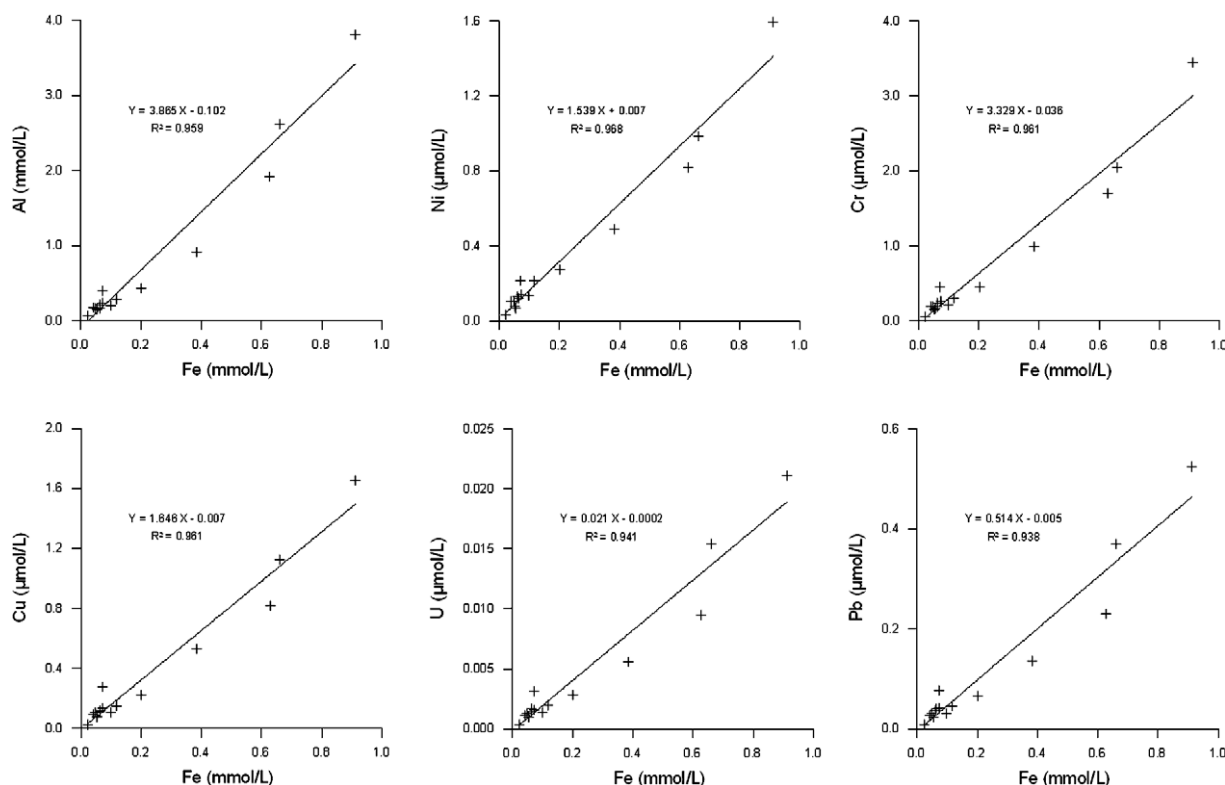 4.0
3.0
2.0
1.0
0.0
Al (mmol/L)
Y = 3.865 X - 0.102
R² = 0.959
0.0 0.2 0.4 0.6 0.8 1.0
Fe (mmol/L)
1.6
1.2
0.8
0.4
0.0
Ni (µmol/L)
Y = 1.539 X + 0.007
R² = 0.968
0.0 0.2 0.4 0.6 0.8 1.0
Fe (mmol/L)
4.0
3.0
2.0
1.0
0.0
Cr (µmol/L)
Y = 3.329 X - 0.036
R² = 0.961
0.0 0.2 0.4 0.6 0.8 1.0
Fe (mmol/L)
2.0
1.6
1.2
0.8
0.4
0.0
Cu (µmol/L)
Y = 1.646 X - 0.007
R² = 0.961
0.0 0.2 0.4 0.6 0.8 1.0
Fe (mmol/L)
0.025
0.020
0.015
0.010
0.005
0.000
U (µmol/L)
Y = 0.021 X - 0.0002
R² = 0.941
0.0 0.2 0.4 0.6 0.8 1.0
Fe (mmol/L)
0.6
0.4
0.2
0.0
Pb (µmol/L)
Y = 0.514 X - 0.005
R² = 0.938
0.0 0.2 0.4 0.6 0.8 1.0
Fe (mmol/L)